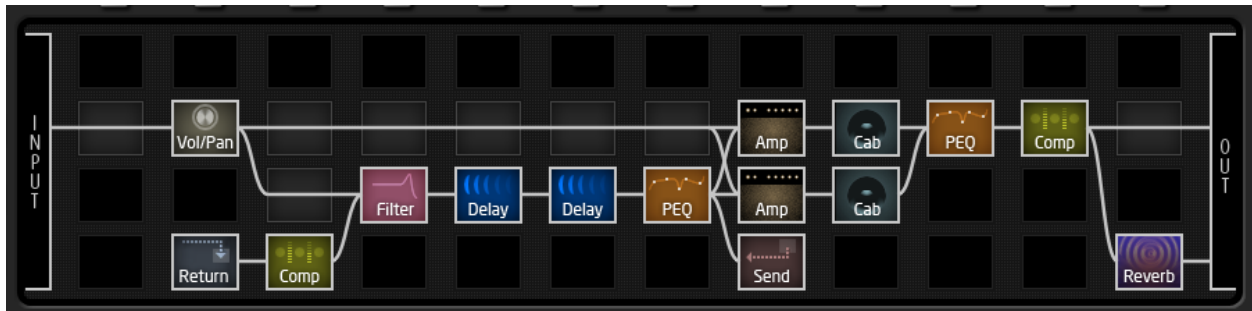 INPUT
Vol/Pan
Amp
Cab
PEQ
Comp
OUT
Filter
Delay
Delay
PEQ
Amp
Cab
Return
Comp
Send
Reverb